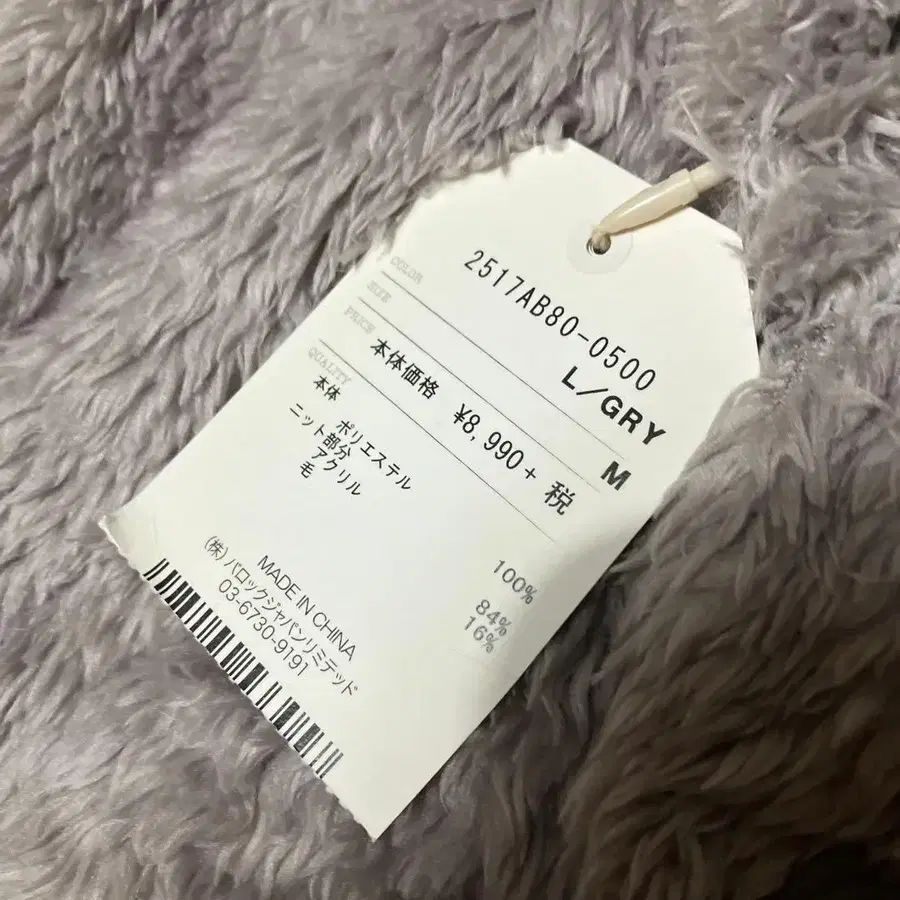 2517AB80-0500
COLOR L/GRY
SIZE M
PRICE 本体価格 ¥8,990+ 税
QUALITY
本体 ポリエステル 100%
ニット部分
アクリル 84%
毛 16%
MADE IN CHINA
(株)バロックジャパンリミテッド
03-6730-9191